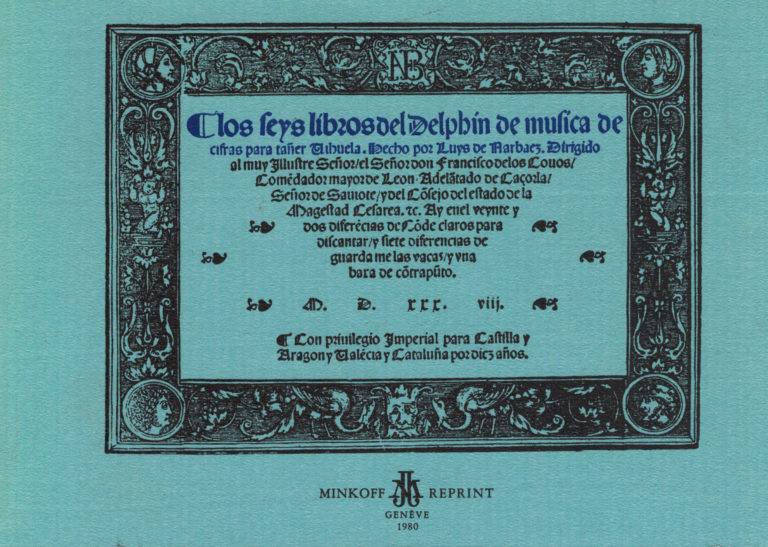 NB
¶ Los seys libros del Delphin de musica de
cifras para tañer Vihuela. Hecho por Luys de Narbaez. Dirigido
al muy Illustre Señor/el Señor don Francisco delos Couos/
Comẽdador mayor de Leon. Adelãtado de Caçorla/
Señor de Sauiote/y del Cõsejo del estado de la
Magestad Cesarea. ⁊c. Ay enel veynte y
dos diferẽcias de Cõde claros para
discantar/y siete diferencias de
guarda me las vacas/y vna
bara de cõtrapũto.
M. D. xxx. viij.
¶ Con priuilegio Imperial para Castilla y
Aragon y Valẽcia y Cataluña por diez años.
MINKOFF JM REPRINT
GENÈVE
1980